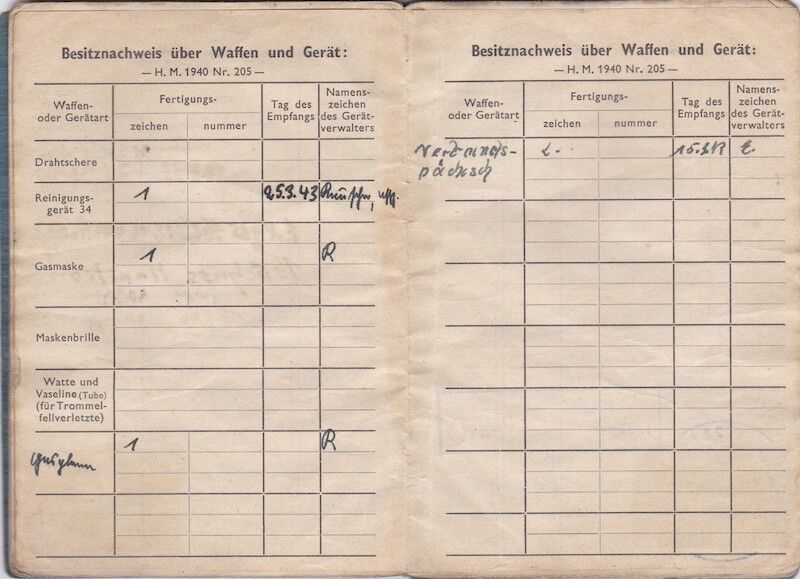 Besitznachweis über Waffen und Gerät:
— H. M. 1940 Nr. 205 —
Waffen-
oder Gerätart
Fertigungs-
zeichen
nummer
Tag des
Empfangs
Namens-
zeichen
des Gerät-
verwalters
Drahtschere
Reinigungs-
gerät 34
1
25.3.43
Gasmaske
1
R
Maskenbrille
Watte und
Vaseline (Tube)
(für Trommel-
fellverletzte)
1
R
Besitznachweis über Waffen und Gerät:
— H. M. 1940 Nr. 205 —
Waffen-
oder Gerätart
Fertigungs-
zeichen
nummer
Tag des
Empfangs
Namens-
zeichen
des Gerät-
verwalters